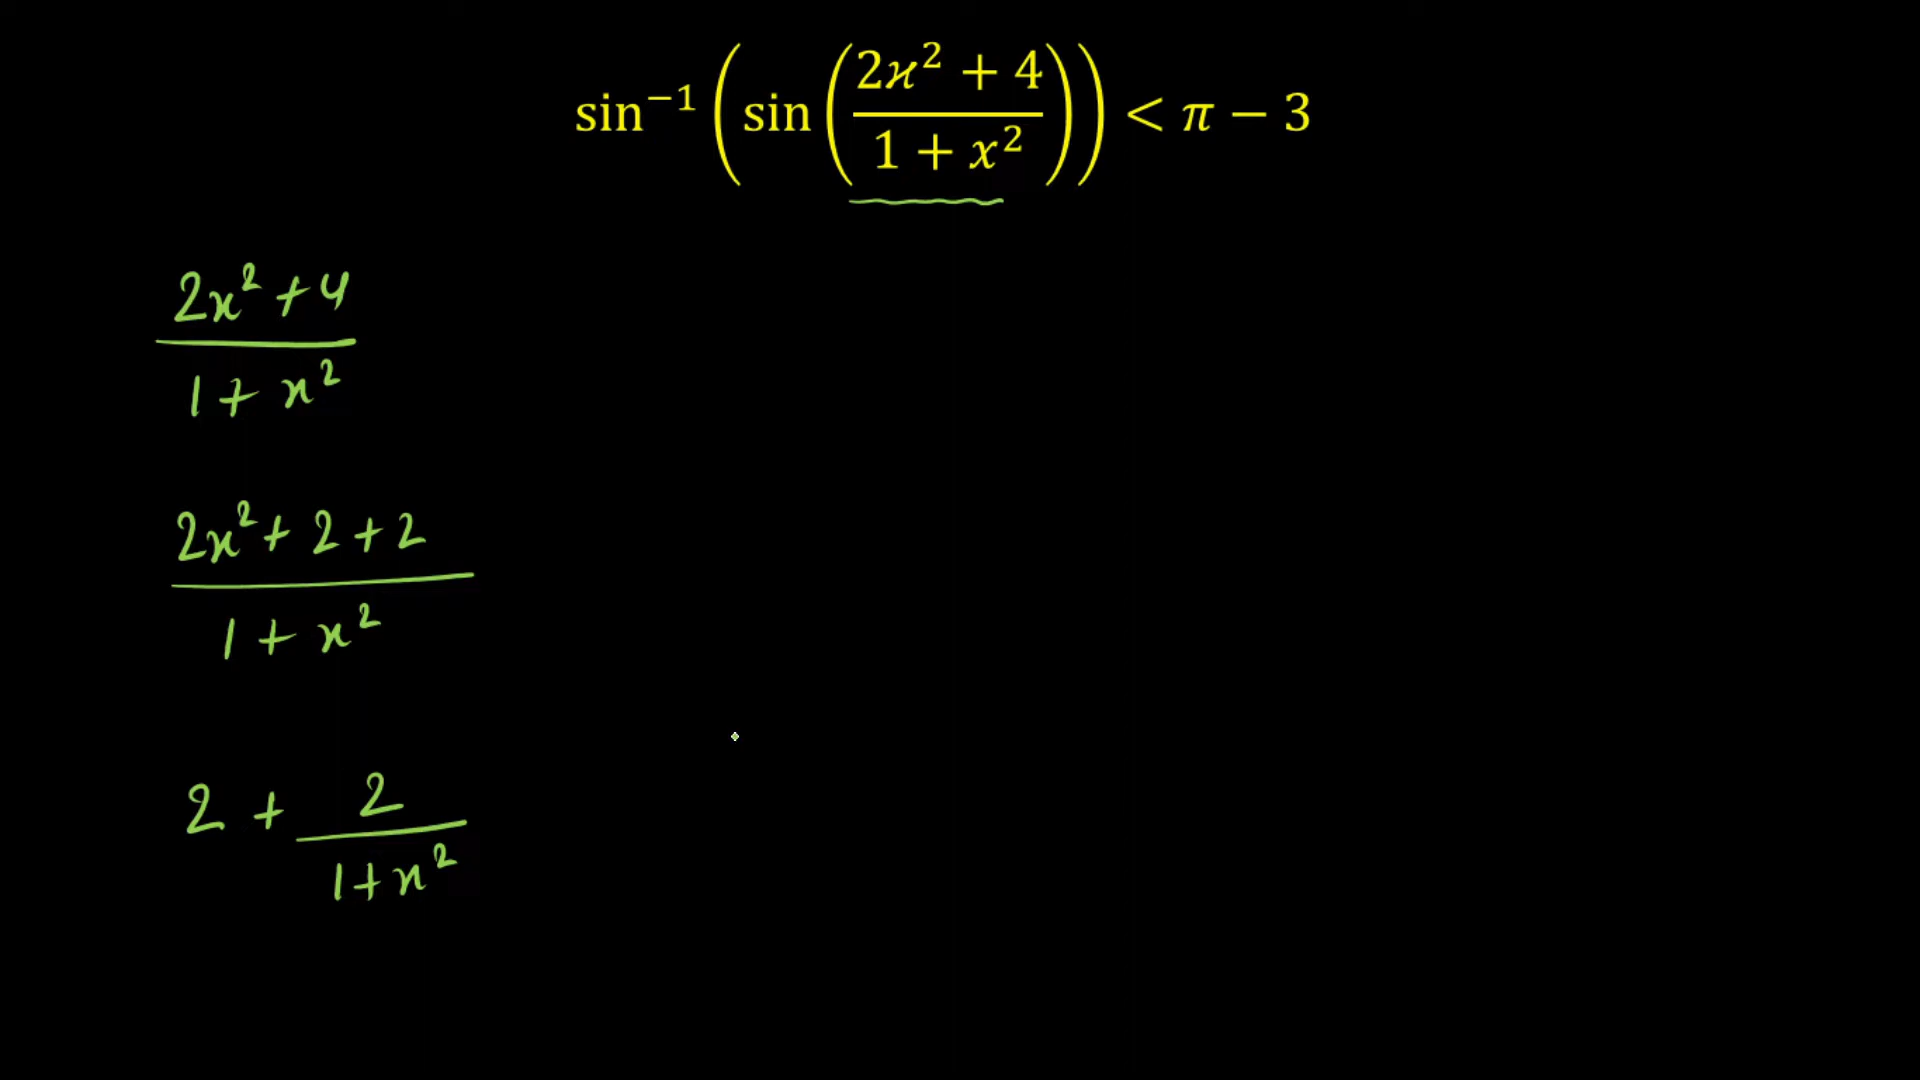 sin⁻¹(sin((2x² + 4)/(1 + x²))) < π − 3
2x² + 4
1 + x²
2x² + 2 + 2
1 + x²
2 + 2/(1 + x²)